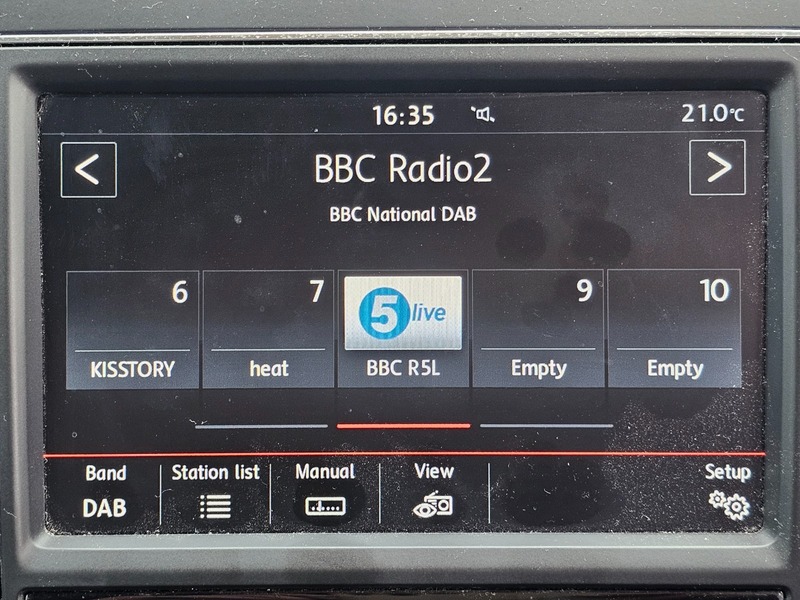 16:35 21.0°C
< BBC Radio2 >
BBC National DAB
6 7 5 live 9 10
KISSTORY heat BBC R5L Empty Empty
Band Station list Manual View Setup
DAB